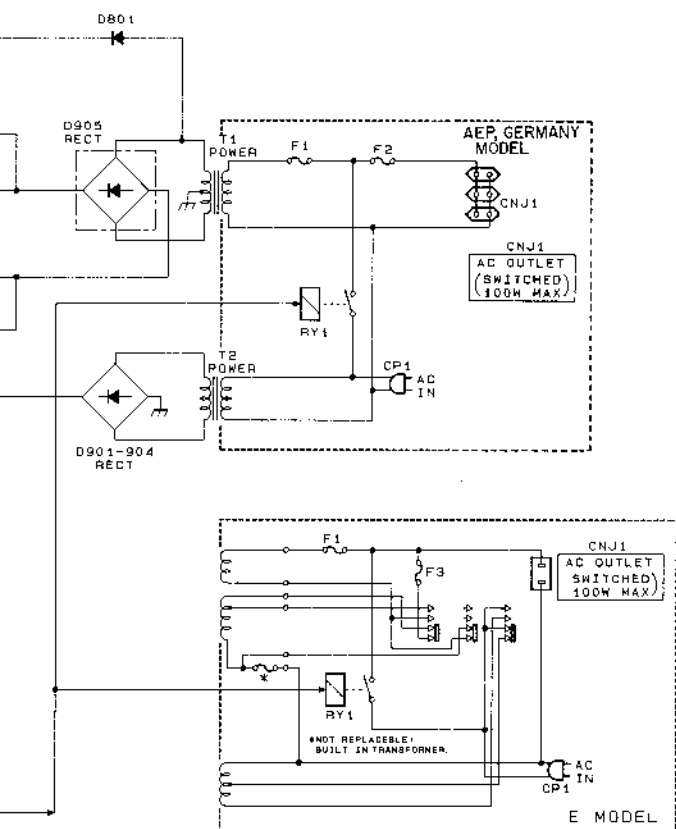 D801
D905
RECT
T1
POWER
F1
F2
AEP, GERMANY
MODEL
CNJ1
CNJ1
AC OUTLET
(SWITCHED)
100W MAX
RY1
T2
POWER
CP1
AC
IN
D901-904
RECT
F1
F3
CNJ1
AC OUTLET
SWITCHED)
100W MAX
*
RY1
*NOT REPLACEBLE:
BUILT IN TRANSFORMER.
AC
IN
CP1
E MODEL